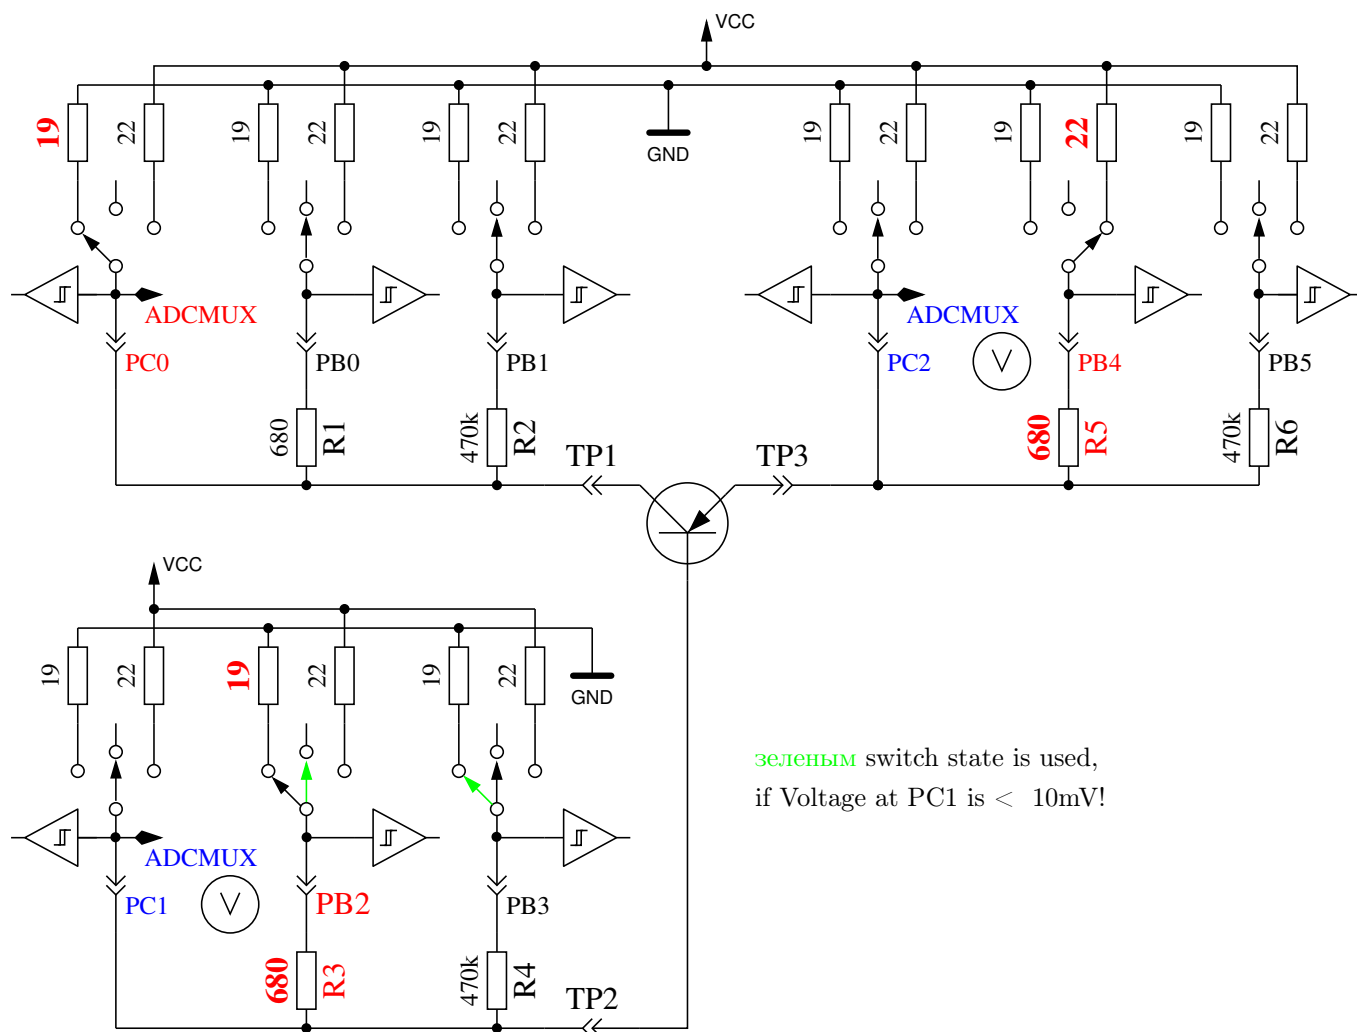 VCC
19
22
19
22
19
22
GND
19
22
19
22
19
22
ADCMUX
ADCMUX
PC0
PB0
PB1
PC2
V
PB4
PB5
680
R1
470k
R2
680
R5
470k
R6
TP1
TP3
VCC
19
22
19
22
19
22
GND
зеленым switch state is used,
if Voltage at PC1 is < 10mV!
ADCMUX
PC1
V
PB2
PB3
680
R3
470k
R4
TP2